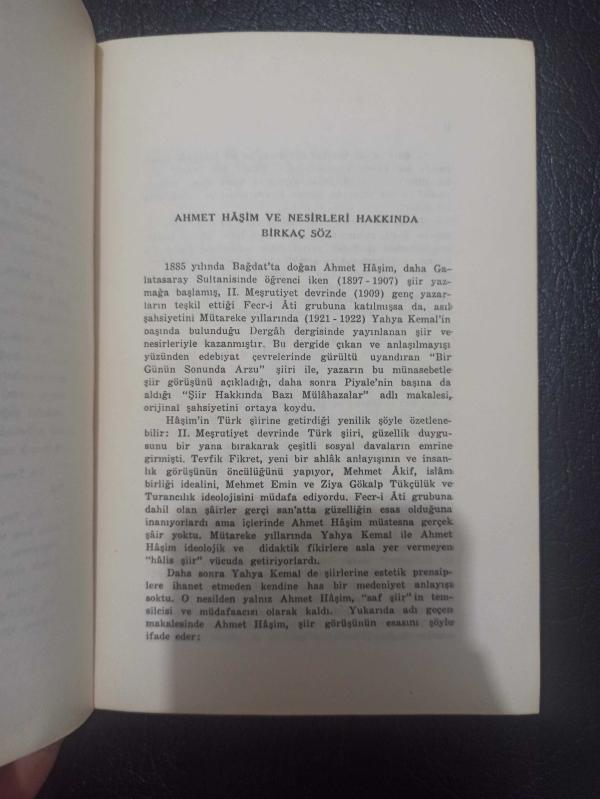 AHMET HÂŞİM VE NESİRLERİ HAKKINDA
BİRKAÇ SÖZ
1885 yılında Bağdat'ta doğan Ahmet Hâşim, daha Ga-
latasaray Sultanisinde öğrenci iken (1897-1907) şiir yaz-
mağa başlamış, II. Meşrutiyet devrinde (1909) genç yazar-
ların teşkil ettiği Fecr-i Âti grubuna katılmışsa da, asıl
şahsiyetini Mütareke yıllarında (1921-1922) Yahya Kemal'in
başında bulunduğu Dergâh dergisinde yayınlanan şiir ve
nesirleriyle kazanmıştır. Bu dergide çıkan ve anlaşılmayışı
yüzünden edebiyat çevrelerinde gürültü uyandıran "Bir
Günün Sonunda Arzu" şiiri ile, yazarın bu münasebetle
şiir görüşünü açıkladığı, daha sonra Piyale'nin başına da
aldığı "Şiir Hakkında Bazı Mülâhazalar" adlı makalesi,
orijinal şahsiyetini ortaya koydu.
Hâşim'in Türk şiirine getirdiği yenilik şöyle özetlene-
bilir: II. Meşrutiyet devrinde Türk şiiri, güzellik duygu-
sunu bir yana bırakarak çeşitli sosyal davaların emrine
girmişti. Tevfik Fikret, yeni bir ahlâk anlayışının ve insan-
lık görüşünün öncülüğünü yapıyor, Mehmet Âkif, islâm
birliği idealini, Mehmet Emin ve Ziya Gökalp Tükçülük ve
Turancılık ideolojisini müdafa ediyordu. Fecr-i Âti grubuna
dahil olan şâirler gerçi san'atta güzelliğin esas olduğuna
inanıyorlardı ama içlerinde Ahmet Hâşim müstesna gerçek
şâir yoktu. Mütareke yıllarında Yahya Kemal ile Ahmet
Hâşim ideolojik ve didaktik fikirlere asla yer vermeyen
"hâlis şiir" vücuda getiriyorlardı.
Daha sonra Yahya Kemal de şiirlerine estetik prensip-
lere ihanet etmeden kendine has bir medeniyet anlayışı
soktu. O nesilden yalnız Ahmet Hâşim, "saf şiir" in tem-
silcisi ve müdafaacısı olarak kaldı. Yukarıda adı geçen
makalesinde Ahmet Hâşim, şiir görüşünün esasını şöyle
ifade eder: